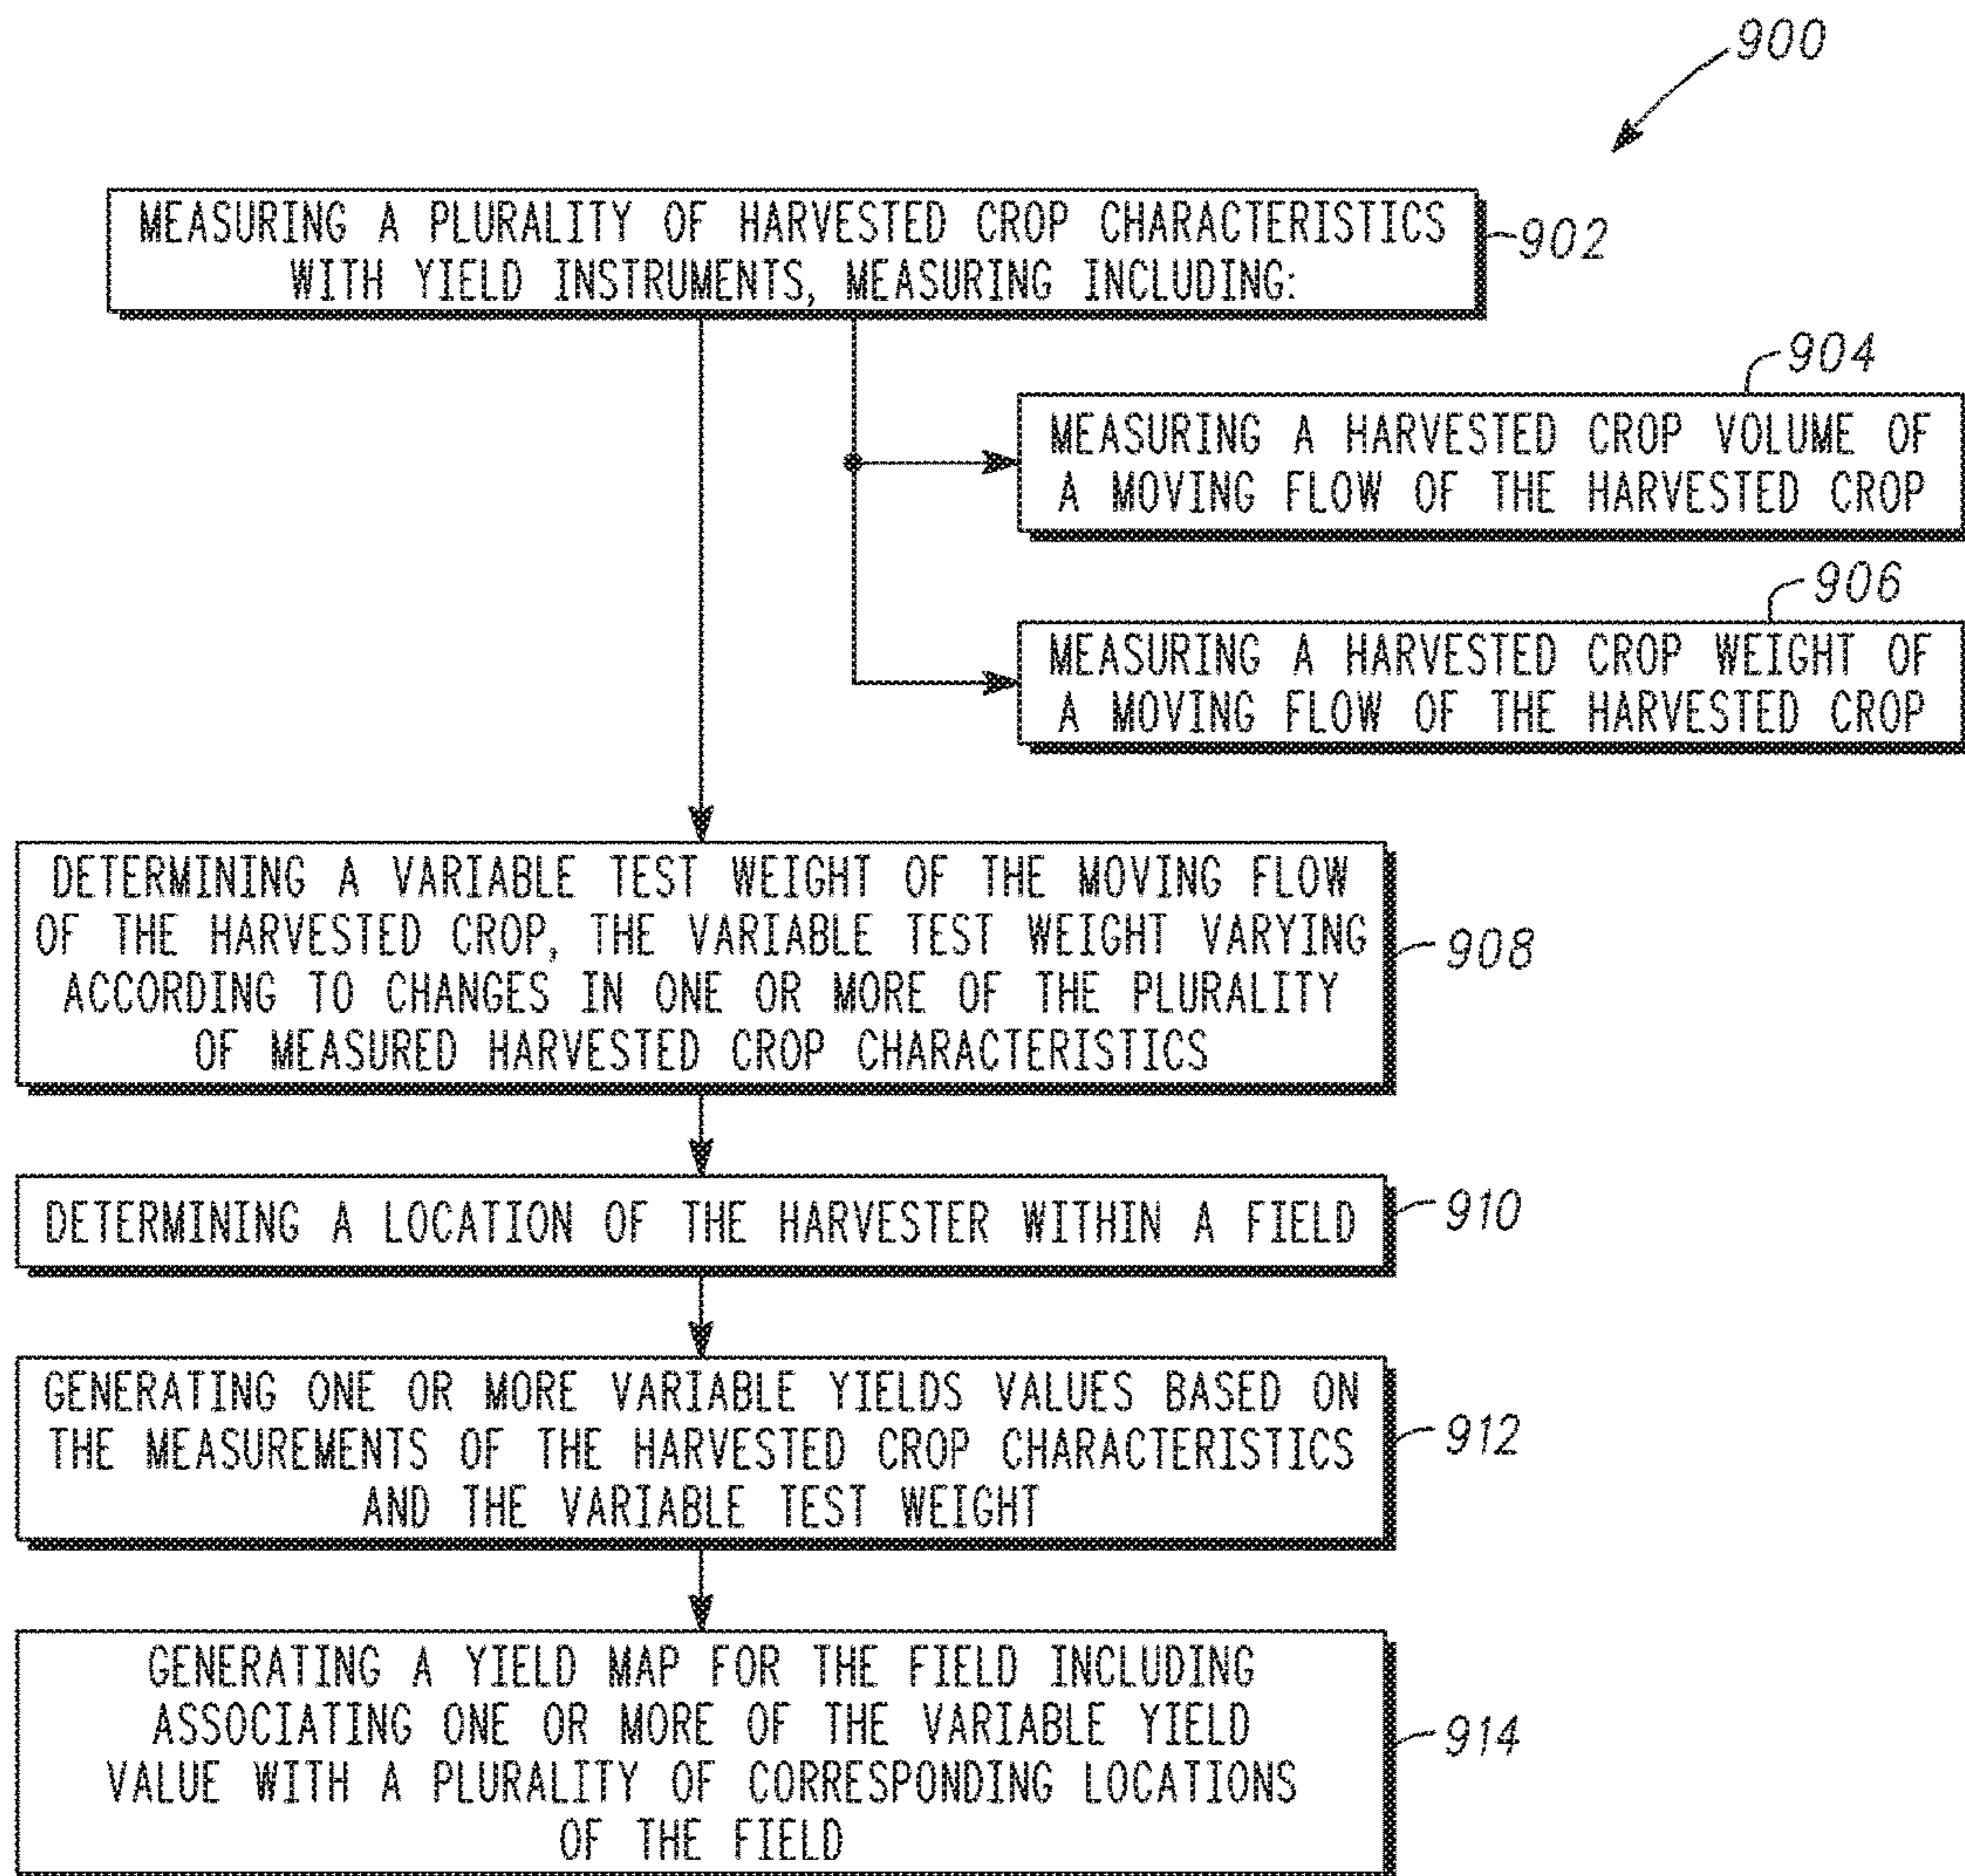 900
MEASURING A PLURALITY OF HARVESTED CROP CHARACTERISTICS
WITH YIELD INSTRUMENTS, MEASURING INCLUDING:
902
904
MEASURING A HARVESTED CROP VOLUME OF
A MOVING FLOW OF THE HARVESTED CROP
906
MEASURING A HARVESTED CROP WEIGHT OF
A MOVING FLOW OF THE HARVESTED CROP
DETERMINING A VARIABLE TEST WEIGHT OF THE MOVING FLOW
OF THE HARVESTED CROP, THE VARIABLE TEST WEIGHT VARYING
ACCORDING TO CHANGES IN ONE OR MORE OF THE PLURALITY
OF MEASURED HARVESTED CROP CHARACTERISTICS
908
DETERMINING A LOCATION OF THE HARVESTER WITHIN A FIELD
910
GENERATING ONE OR MORE VARIABLE YIELDS VALUES BASED ON
THE MEASUREMENTS OF THE HARVESTED CROP CHARACTERISTICS
AND THE VARIABLE TEST WEIGHT
912
GENERATING A YIELD MAP FOR THE FIELD INCLUDING
ASSOCIATING ONE OR MORE OF THE VARIABLE YIELD
VALUE WITH A PLURALITY OF CORRESPONDING LOCATIONS
OF THE FIELD
914